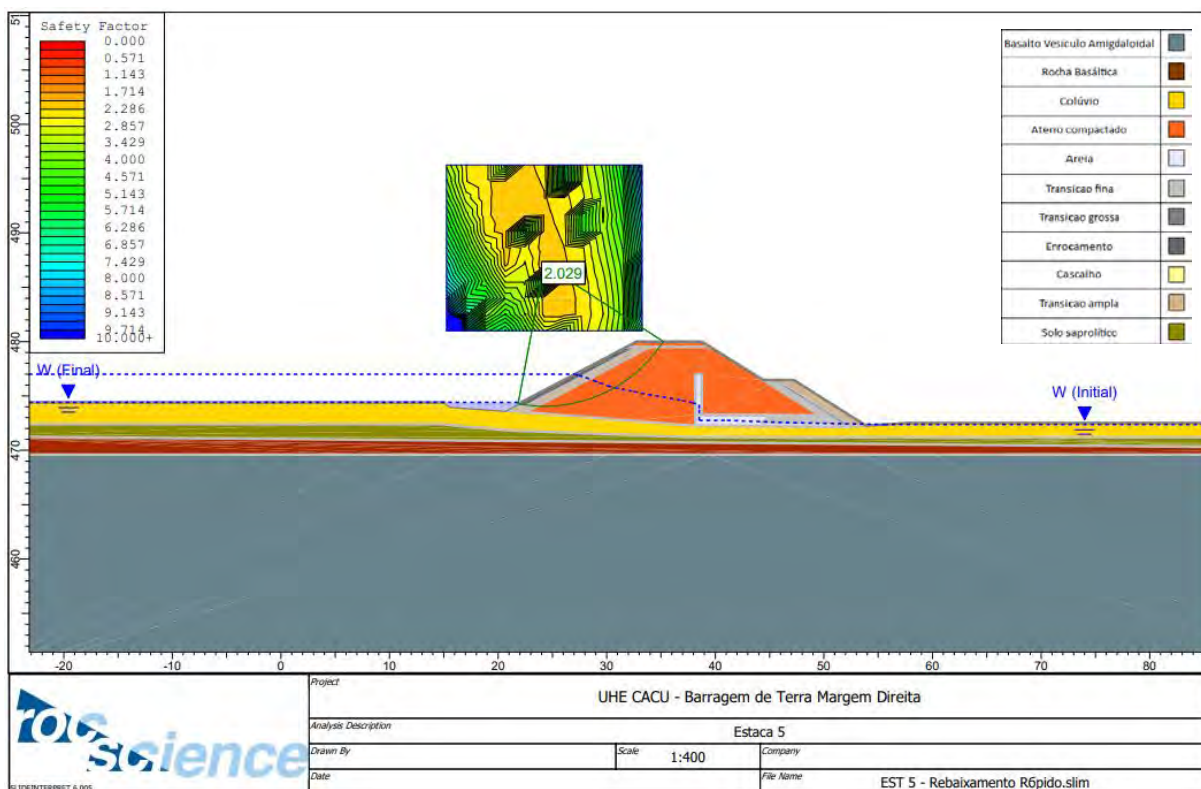 Safety Factor
0.000
0.571
1.143
1.714
2.286
2.857
3.429
4.000
4.571
5.143
5.714
6.286
6.857
7.429
8.000
8.571
9.143
9.714
10.000+
Basalto Vesiculo Amigdaloidal
Rocha Basáltica
Colúvio
Aterro compactado
Areia
Transicao fina
Transicao grossa
Enrocamento
Cascalho
Transicao ampla
Solo saprolítico
51
500
490
480
470
460
2.029
W (Final)
W (Initial)
-20 -10 0 10 20 30 40 50 60 70 80
rocscience
SLIDEINTERPRET 6.005
Project
UHE CACU - Barragem de Terra Margem Direita
Analysis Description
Estaca 5
Drawn By
Scale
1:400
Company
Date
File Name
EST 5 - Rebaixamento R6pido.slim